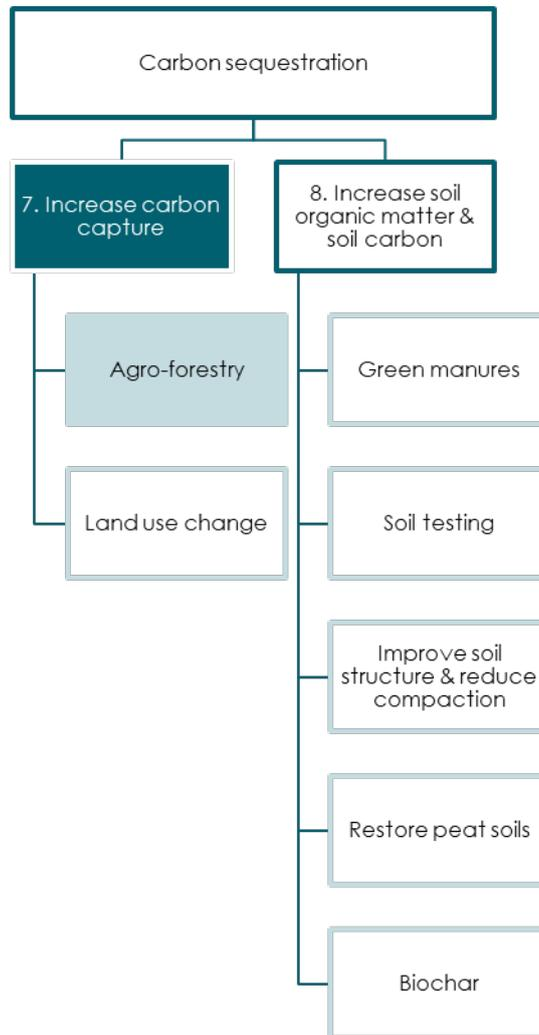 Carbon sequestration
7. Increase carbon
capture
8. Increase soil
organic matter &
soil carbon
Agro-forestry
Land use change
Green manures
Soil testing
Improve soil
structure & reduce
compaction
Restore peat soils
Biochar